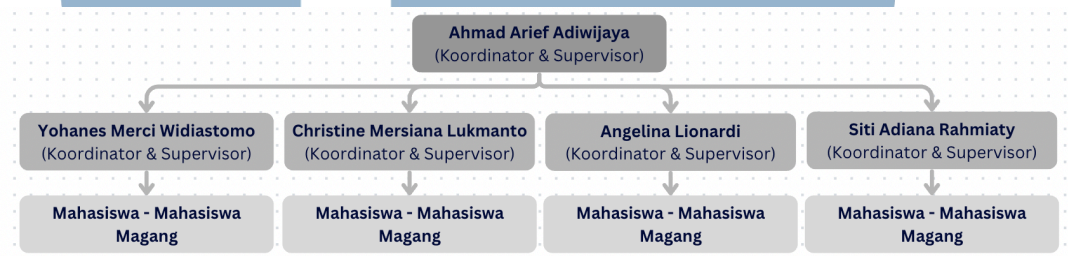 Ahmad Arief Adiwijaya
(Koordinator & Supervisor)
Yohanes Merci Widiastomo
(Koordinator & Supervisor)
Christine Mersiana Lukmanto
(Koordinator & Supervisor)
Angelina Lionardi
(Koordinator & Supervisor)
Siti Adiana Rahmiaty
(Koordinator & Supervisor)
Mahasiswa - Mahasiswa
Magang
Mahasiswa - Mahasiswa
Magang
Mahasiswa - Mahasiswa
Magang
Mahasiswa - Mahasiswa
Magang